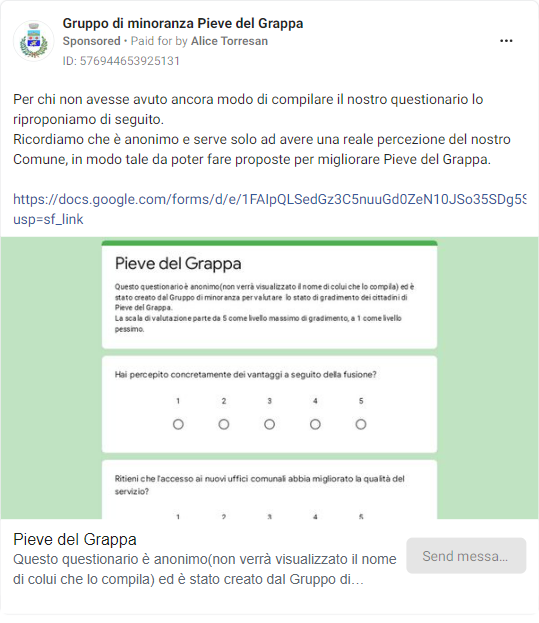 Gruppo di minoranza Pieve del Grappa
Sponsored • Paid for by Alice Torresan
ID: 576944653925131
Per chi non avesse avuto ancora modo di compilare il nostro questionario lo
riproponiamo di seguito.
Ricordiamo che è anonimo e serve solo ad avere una reale percezione del nostro
Comune, in modo tale da poter fare proposte per migliorare Pieve del Grappa.
https://docs.google.com/forms/d/e/1FAIpQLSedGz3C5nuuGd0ZeN10JSo35SDg5S
usp=sf_link
Pieve del Grappa
Questo questionario è anonimo(non verrà visualizzato il nome di colui che lo compila) ed è
stato creato dal Gruppo di minoranza per valutare lo stato di gradimento dei cittadini di
Pieve del Grappa.
La scala di valutazione parte da 5 come livello massimo di gradimento, a 1 come livello
pessimo.
Hai percepito concretamente dei vantaggi a seguito della fusione?
1 2 3 4 5
Ritieni che l'accesso ai nuovi uffici comunali abbia migliorato la qualità del
servizio?
1 2 3 4 5
Pieve del Grappa
Questo questionario è anonimo(non verrà visualizzato il nome
di colui che lo compila) ed è stato creato dal Gruppo di…
Send messa…